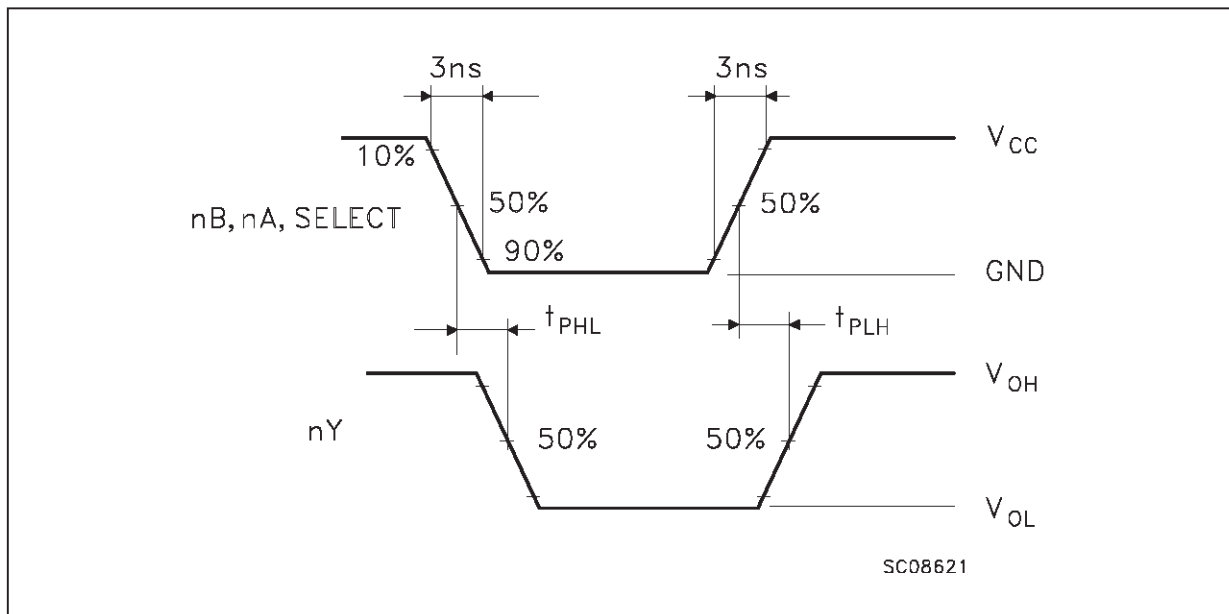 3ns 3ns
V_CC
10%
50% 50%
nB, nA, SELECT
90%
GND
t_PHL t_PLH
V_OH
nY 50% 50%
V_OL
SC08621